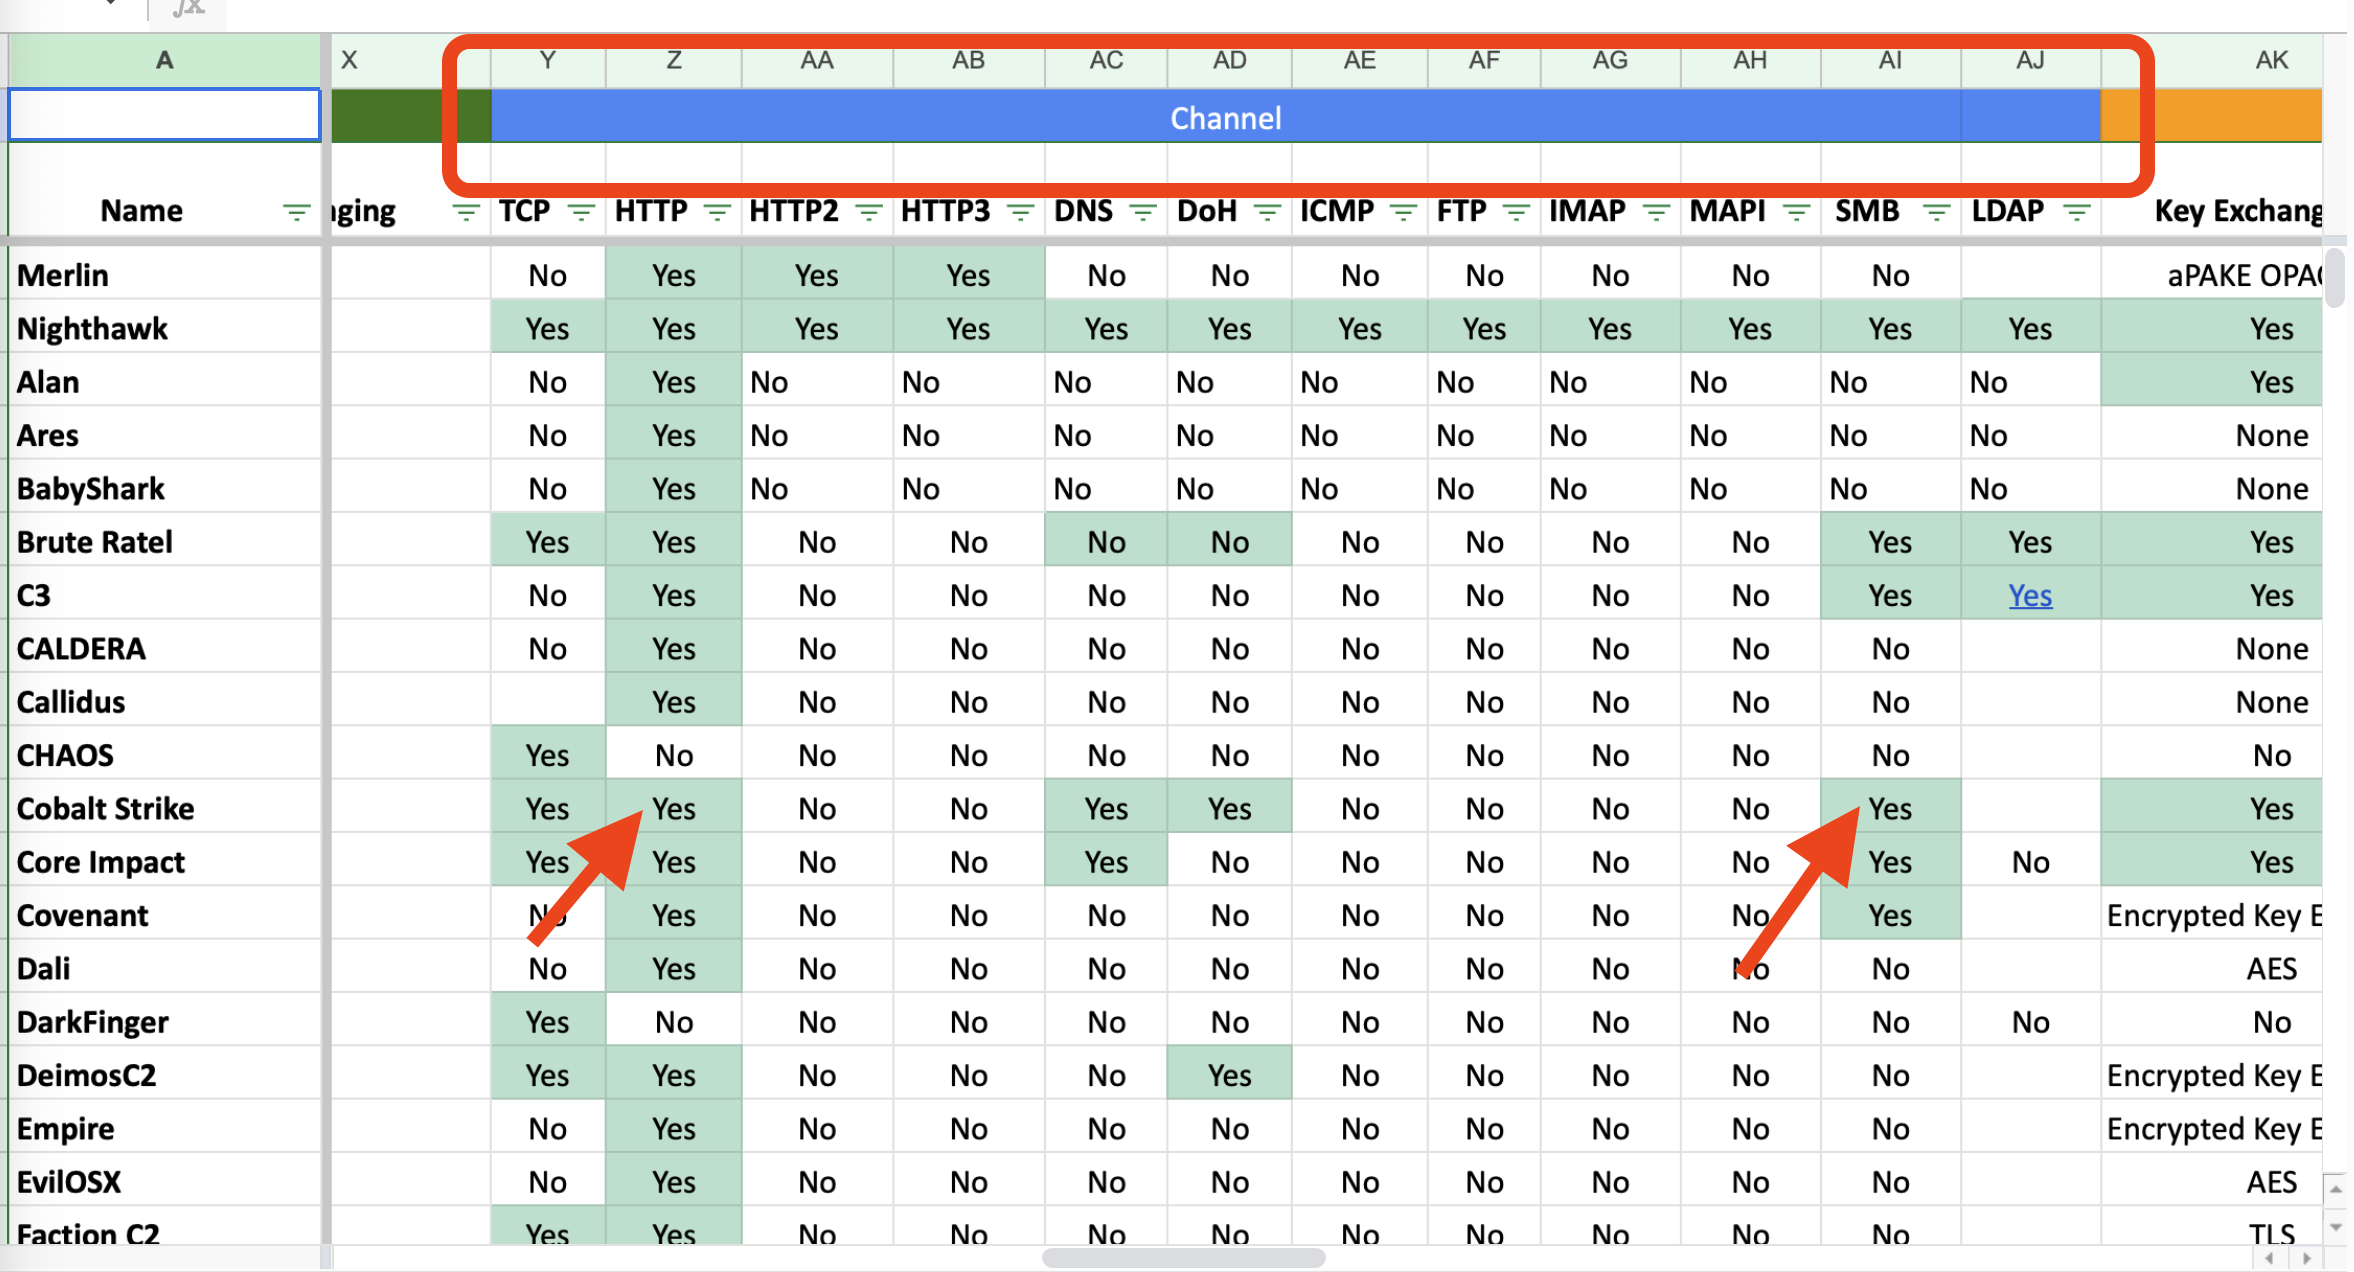 fx
A X Y Z AA AB AC AD AE AF AG AH AI AJ AK
Channel
Name ging TCP HTTP HTTP2 HTTP3 DNS DoH ICMP FTP IMAP MAPI SMB LDAP Key Exchang
Merlin No Yes Yes Yes No No No No No No No aPAKE OPAQ
Nighthawk Yes Yes Yes Yes Yes Yes Yes Yes Yes Yes Yes Yes Yes
Alan No Yes No No No No No No No No No No Yes
Ares No Yes No No No No No No No No No No None
BabyShark No Yes No No No No No No No No No No None
Brute Ratel Yes Yes No No No No No No No No Yes Yes Yes
C3 No Yes No No No No No No No No Yes Yes Yes
CALDERA No Yes No No No No No No No No No None
Callidus Yes No No No No No No No No No None
CHAOS Yes No No No No No No No No No No No
Cobalt Strike Yes Yes No No Yes Yes No No No No Yes Yes
Core Impact Yes Yes No No Yes No No No No No Yes No Yes
Covenant No Yes No No No No No No No No Yes Encrypted Key E
Dali No Yes No No No No No No No No No AES
DarkFinger Yes No No No No No No No No No No No No
DeimosC2 Yes Yes No No No Yes No No No No No Encrypted Key E
Empire No Yes No No No No No No No No No Encrypted Key E
EvilOSX No Yes No No No No No No No No No AES
Faction C2 Yes Yes No No No No No No No No No TLS